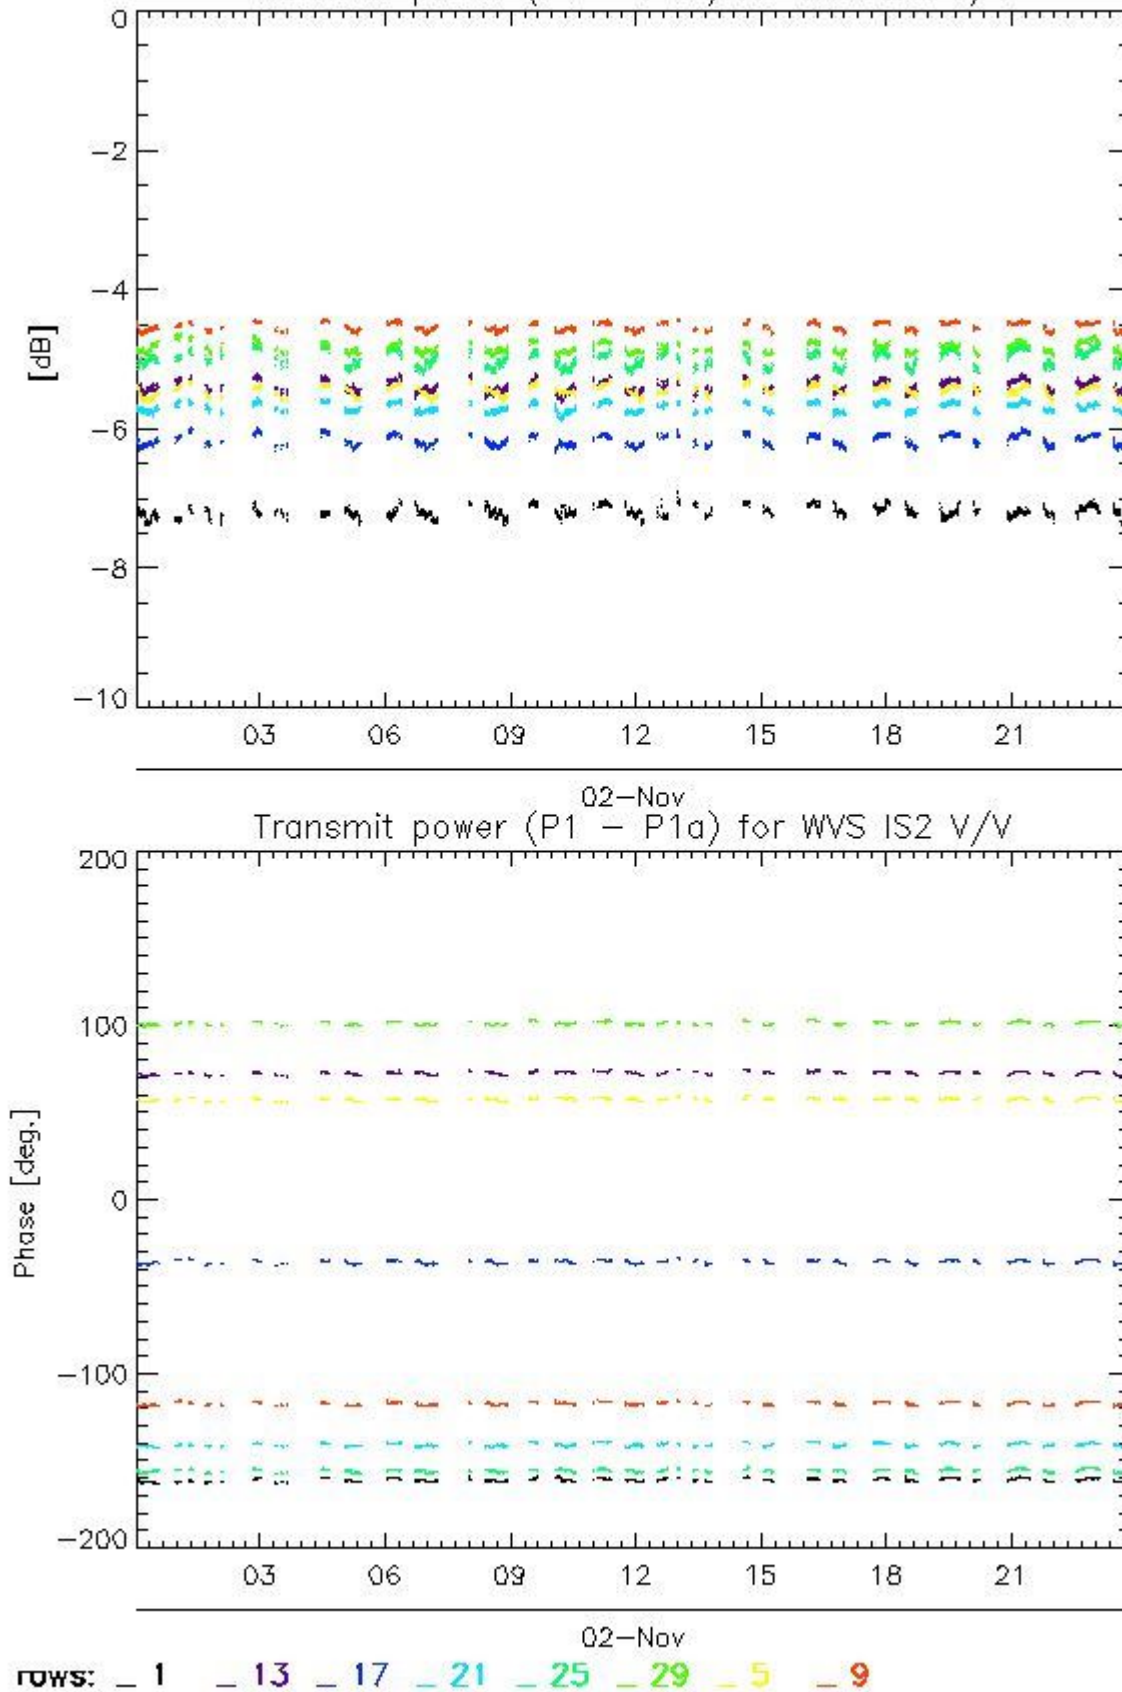 0
-2
-4
[dB]
-6
-8
-10
03 06 09 12 15 18 21
02-Nov
Transmit power (P1 - P1a) for WVS IS2 V/V
200
100
0
Phase [deg.]
-100
-200
03 06 09 12 15 18 21
02-Nov
rows: _ 1 _ 13 _ 17 _ 21 _ 25 _ 29 _ 5 _ 9